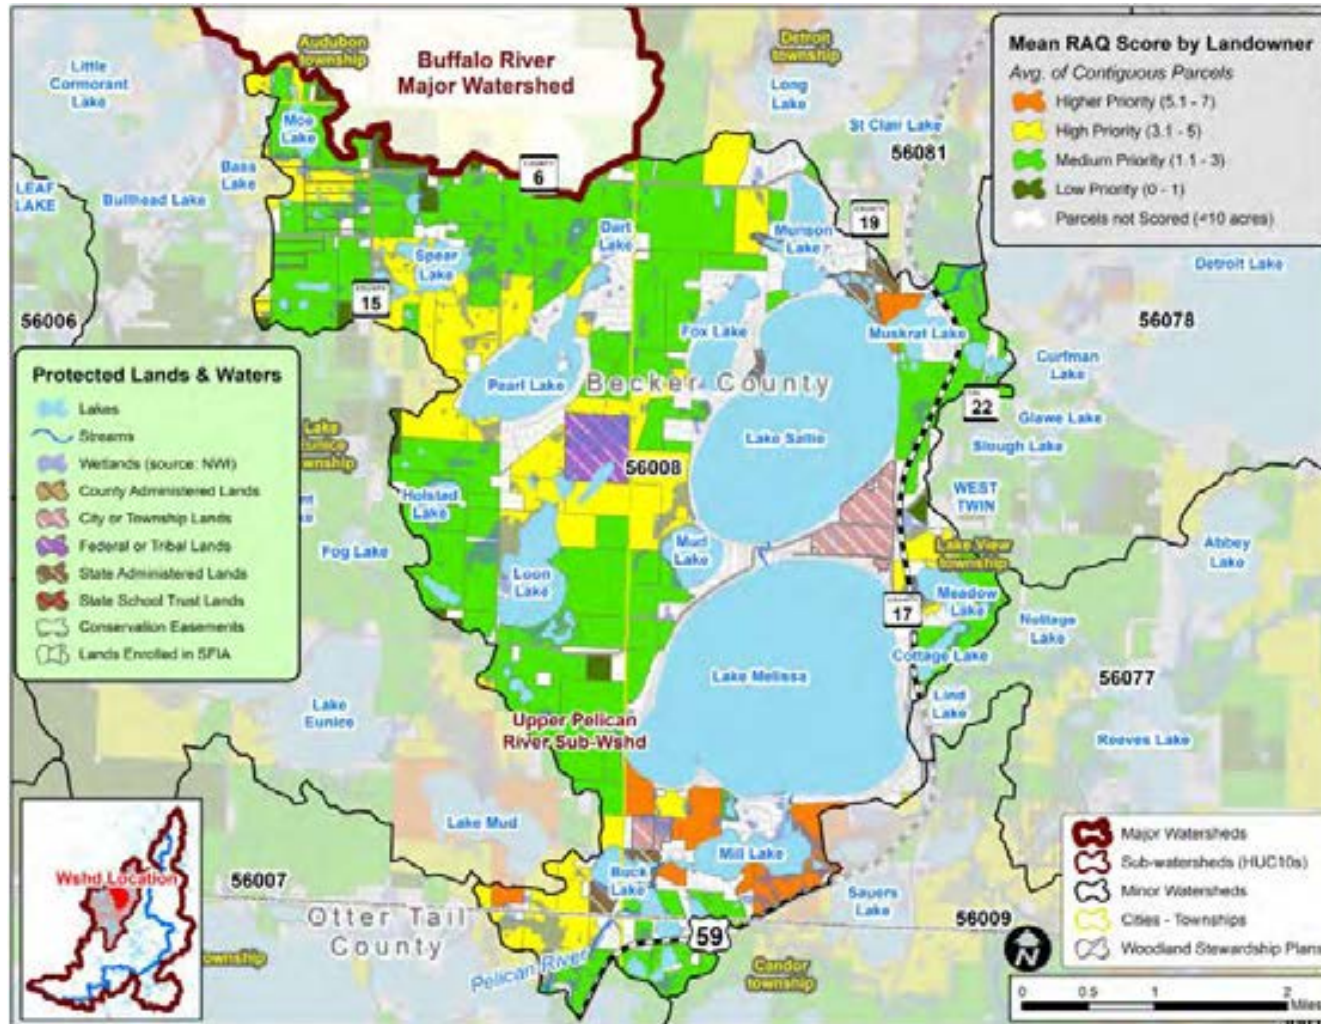 Audubon
township
Buffalo River
Major Watershed
Detroit
township
Little
Cormorant
Lake
Long
Lake
Moe
Lake
St Clair Lake
56081
Bass
Lake
6
LEAF
LAKE
Bullhead Lake
Dart
Lake
Munson
Lake
19
Spear
Lake
Detroit Lake
15
56006
Fox Lake
Muskrat Lake
56078
Curfman
Lake
Pearl Lake
Becker County
22
Glawe Lake
Lake Sallie
Slough Lake
Lake
township
56008
WEST
TWIN
Holstad
Lake
Fog Lake
Mud
Lake
Lake View
township
Abbey
Lake
Loon
Lake
Meadow
Lake
17
Nottage
Lake
Cottage Lake
Lake Melissa
56077
Lind
Lake
Lake
Eunice
Upper Pelican
River Sub-Wshd
Reeves Lake
Lake Mud
Mill Lake
Buck
Lake
56007
Sauers
Lake
Otter Tail
County
56009
59
Pelican River
ownship
Candor
township
Mean RAQ Score by Landowner
Avg. of Contiguous Parcels
Higher Priority (5.1 - 7)
High Priority (3.1 - 5)
Medium Priority (1.1 - 3)
Low Priority (0 - 1)
Parcels not Scored (<10 acres)
Protected Lands & Waters
Lakes
Streams
Wetlands (source: NWI)
County Administered Lands
City or Township Lands
Federal or Tribal Lands
State Administered Lands
State School Trust Lands
Conservation Easements
Lands Enrolled in SFIA
Wshd Location
Major Watersheds
Sub-watersheds (HUC10s)
Minor Watersheds
Cities - Townships
Woodland Stewardship Plans
N
0 0.5 1 2
Miles